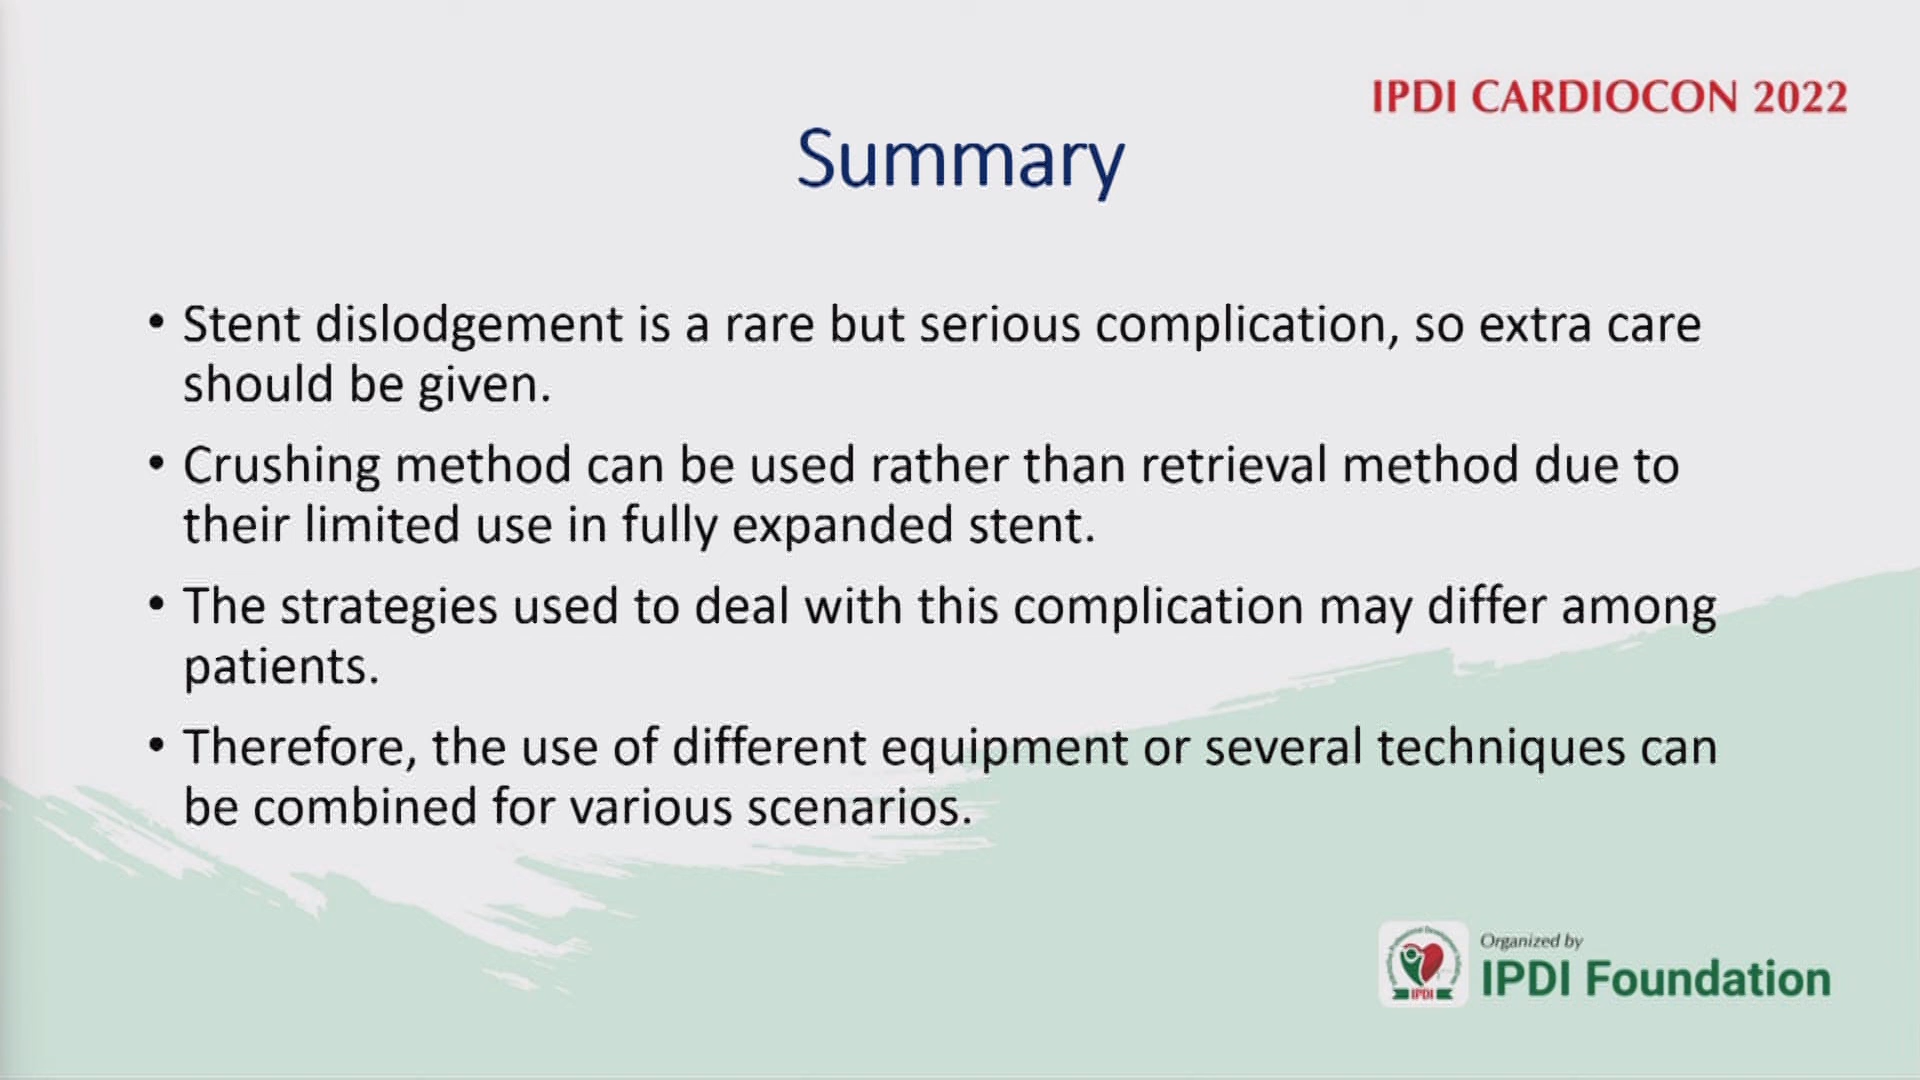 IPDI CARDIOCON 2022
Summary
• Stent dislodgement is a rare but serious complication, so extra care
should be given.
• Crushing method can be used rather than retrieval method due to
their limited use in fully expanded stent.
• The strategies used to deal with this complication may differ among
patients.
• Therefore, the use of different equipment or several techniques can
be combined for various scenarios.
Organized by
IPDI Foundation
IPDI